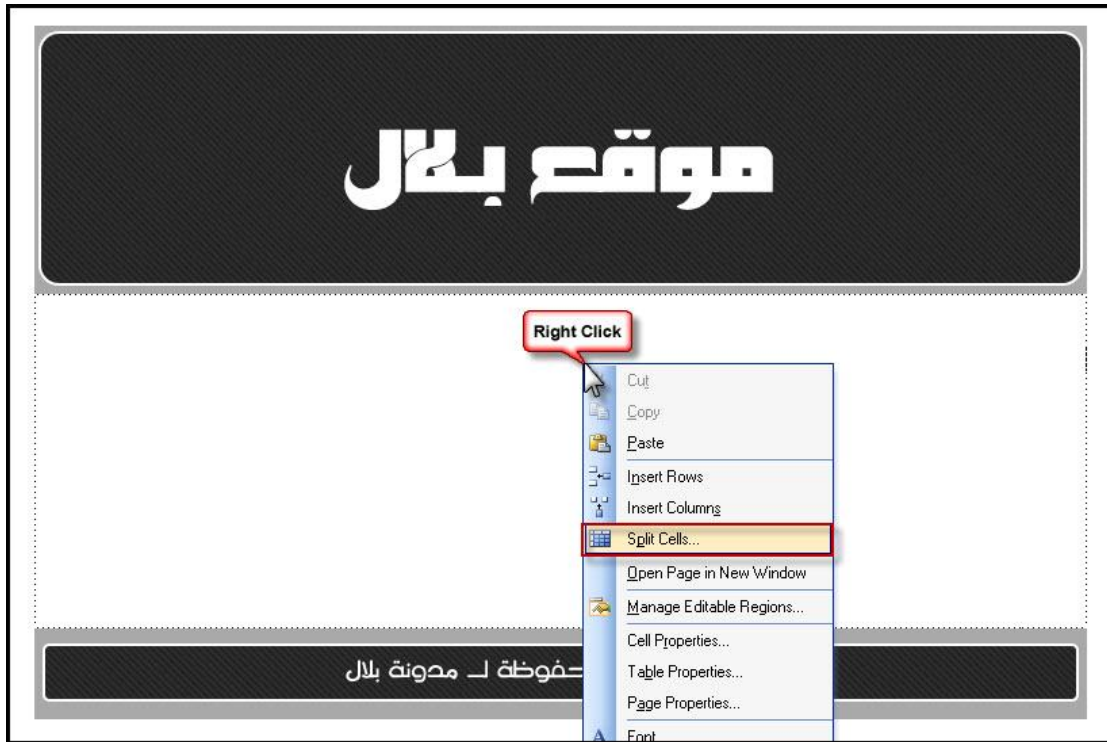 موقع بلال
Right Click
Cut
Copy
Paste
Insert Rows
Insert Columns
Split Cells...
Open Page in New Window
Manage Editable Regions...
Cell Properties...
Table Properties...
Page Properties...
Font
لـ مدونة بلال